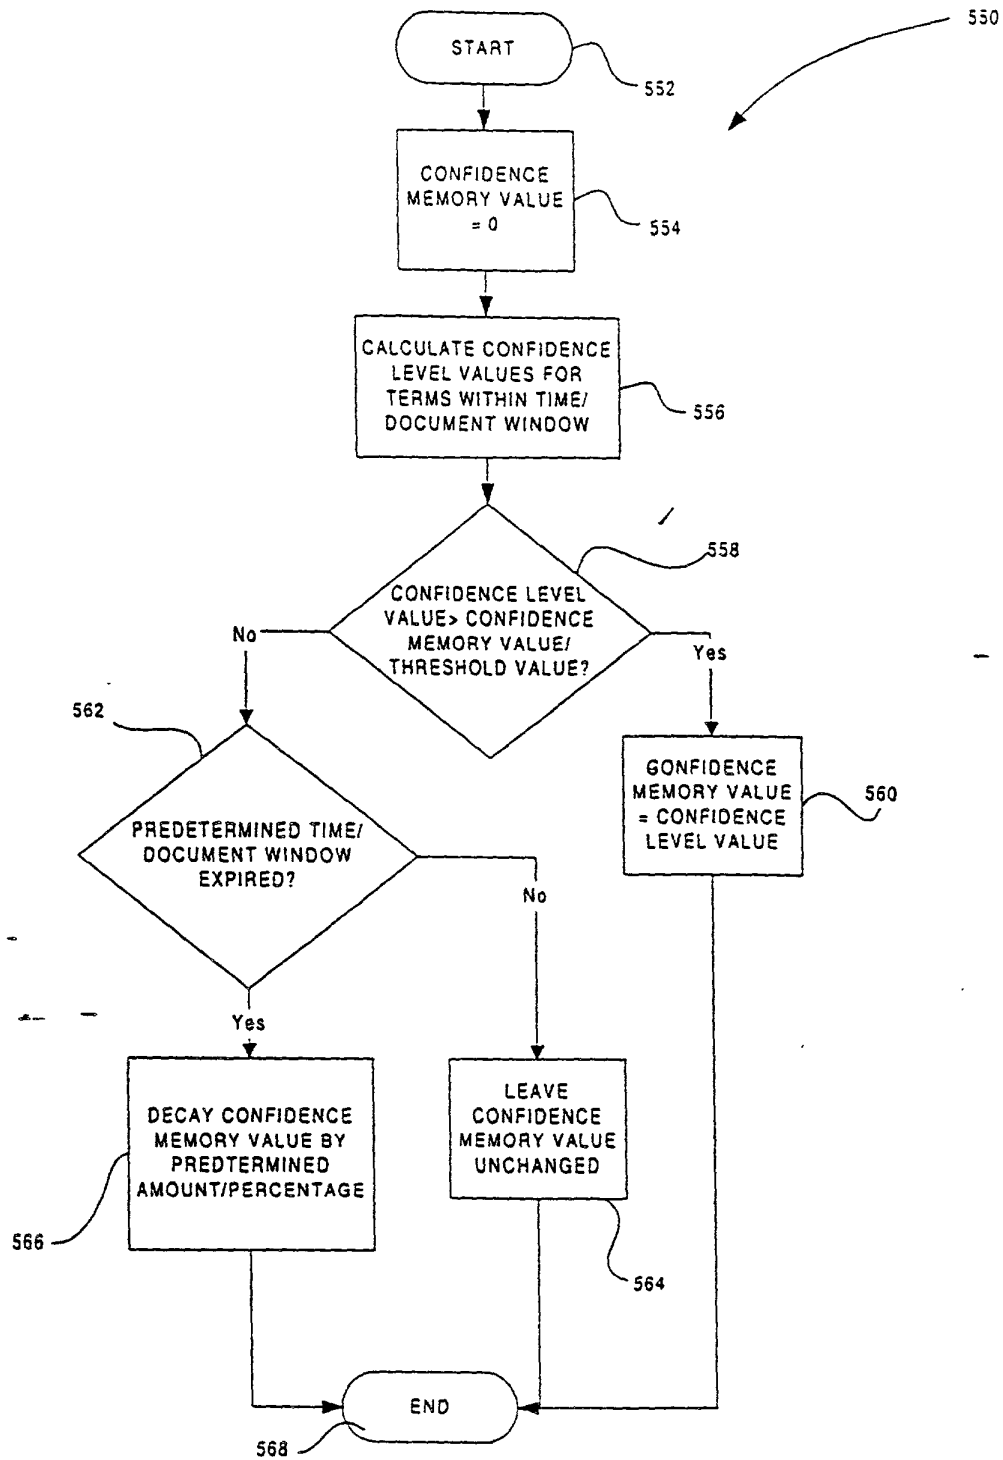 550
START
552
CONFIDENCE
MEMORY VALUE
= 0
554
CALCULATE CONFIDENCE
LEVEL VALUES FOR
TERMS WITHIN TIME/
DOCUMENT WINDOW
556
558
CONFIDENCE LEVEL
VALUE> CONFIDENCE
MEMORY VALUE/
THRESHOLD VALUE?
No
Yes
562
PREDETERMINED TIME/
DOCUMENT WINDOW
EXPIRED?
GONFIDENCE
MEMORY VALUE
= CONFIDENCE
LEVEL VALUE
560
No
Yes
DECAY CONFIDENCE
MEMORY VALUE BY
PREDTERMINED
AMOUNT/PERCENTAGE
566
LEAVE
CONFIDENCE
MEMORY VALUE
UNCHANGED
564
END
568